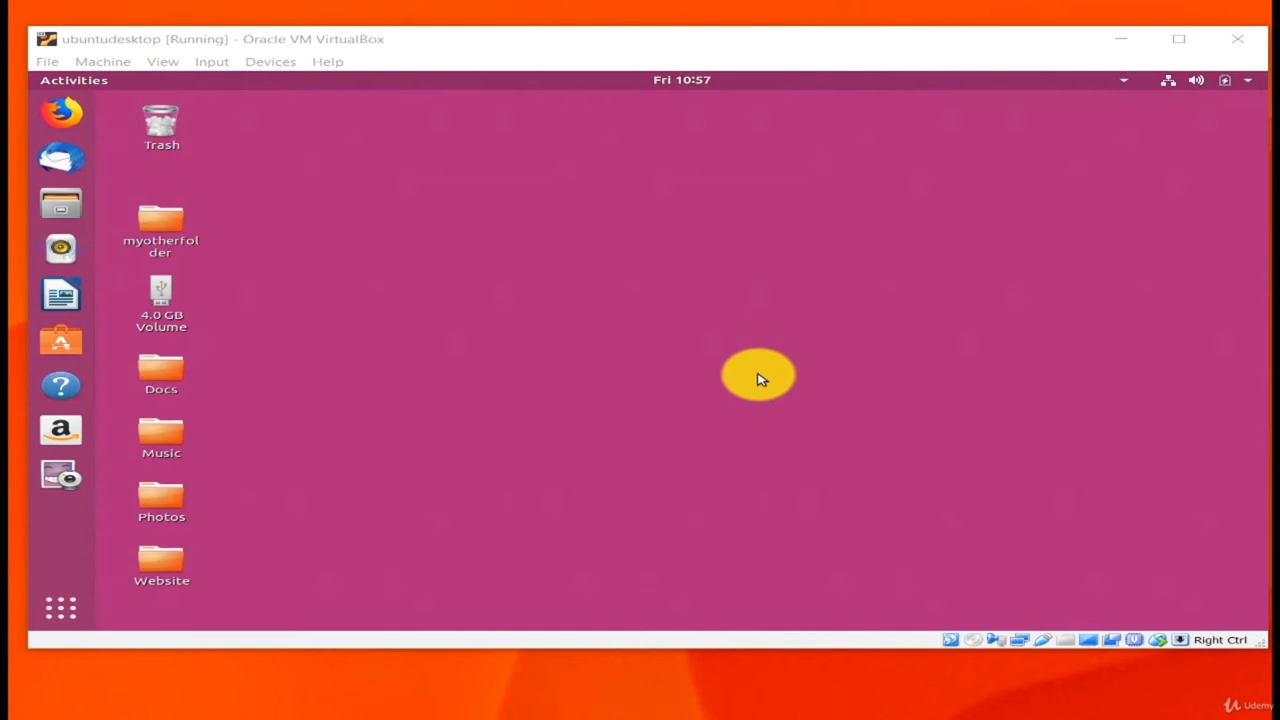 ubuntudesktop [Running] - Oracle VM VirtualBox
File Machine View Input Devices Help
Activities
Fri 10:57
Trash
myotherfol
der
4.0 GB
Volume
Docs
Music
Photos
Website
Right Ctrl
Udemy